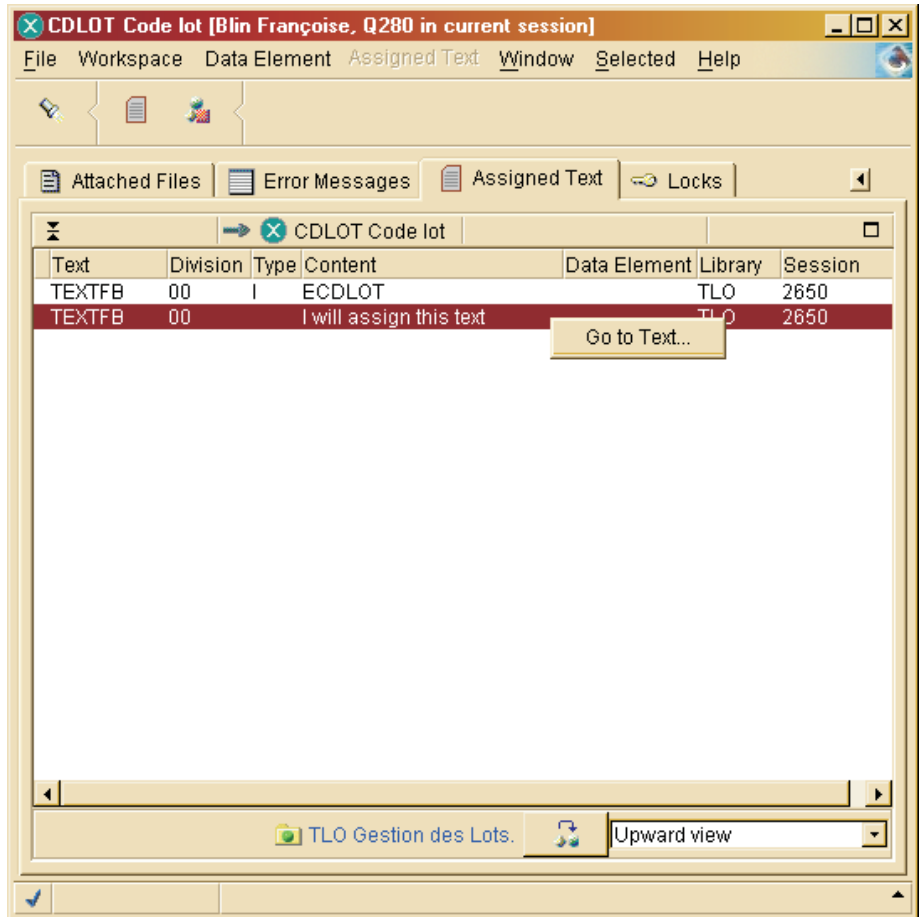 CDLOT Code lot [Blin Françoise, Q280 in current session]
File Workspace Data Element Assigned Text Window Selected Help
Attached Files Error Messages Assigned Text Locks
CDLOT Code lot
Text Division Type Content Data Element Library Session
TEXTFB 00 I ECDLOT TLO 2650
TEXTFB 00 I will assign this text TLO 2650
Go to Text...
TLO Gestion des Lots. Upward view